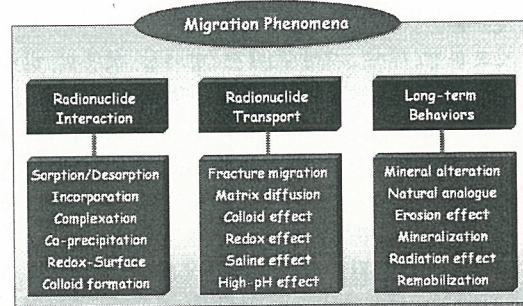 Migration Phenomena
Radionuclide
Interaction
Sorption/Desorption
Incorporation
Complexation
Co-precipitation
Redox-Surface
Colloid formation
Radionuclide
Transport
Fracture migration
Matrix diffusion
Colloid effect
Redox effect
Saline effect
High-pH effect
Long-term
Behaviors
Mineral alteration
Natural analogue
Erosion effect
Mineralization
Radiation effect
Remobilization